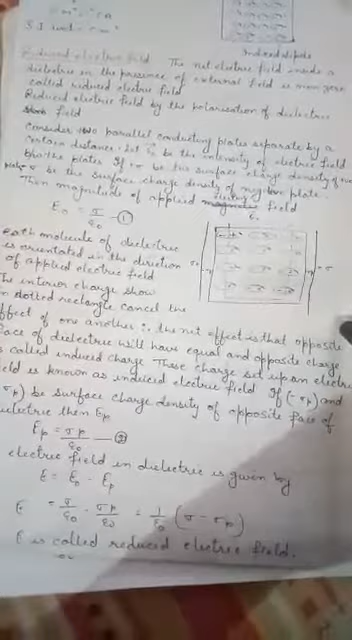 S.I unit = c m⁻²
Induced dipole
Reduced electric field The net electric field inside a
dielectric in the presence of external field is non zero
called reduced electric field
Reduced electric field by the polarisation of dielectric
field
Consider two parallel conducting plates separate by a
certain distance. Let E₀ be the intensity of electric field
b/w the plates If +σ be the surface charge density of
plate -σ be the surface charge density of plate.
Then magnitude of applied electric field
E₀ = σ/ε₀ — ①
Each molecule of dielectric
is orientated in the direction
of applied electric field
The interior charge show
in dotted rectangle cancel the
effect of one another ∴ the net effect is that opposite
face of dielectric will have equal and opposite charge
is called induced charge These charge set up an electric
field is known as induced electric field If (-σp) and
σp) be surface charge density of opposite face of
dielectric then Ep
Ep = σp/ε₀ — ②
electric field in dielectric is given by
E = E₀ - Ep
E = σ/ε₀ - σp/ε₀ = 1/ε₀ (σ - σp)
E is called reduced electric field.